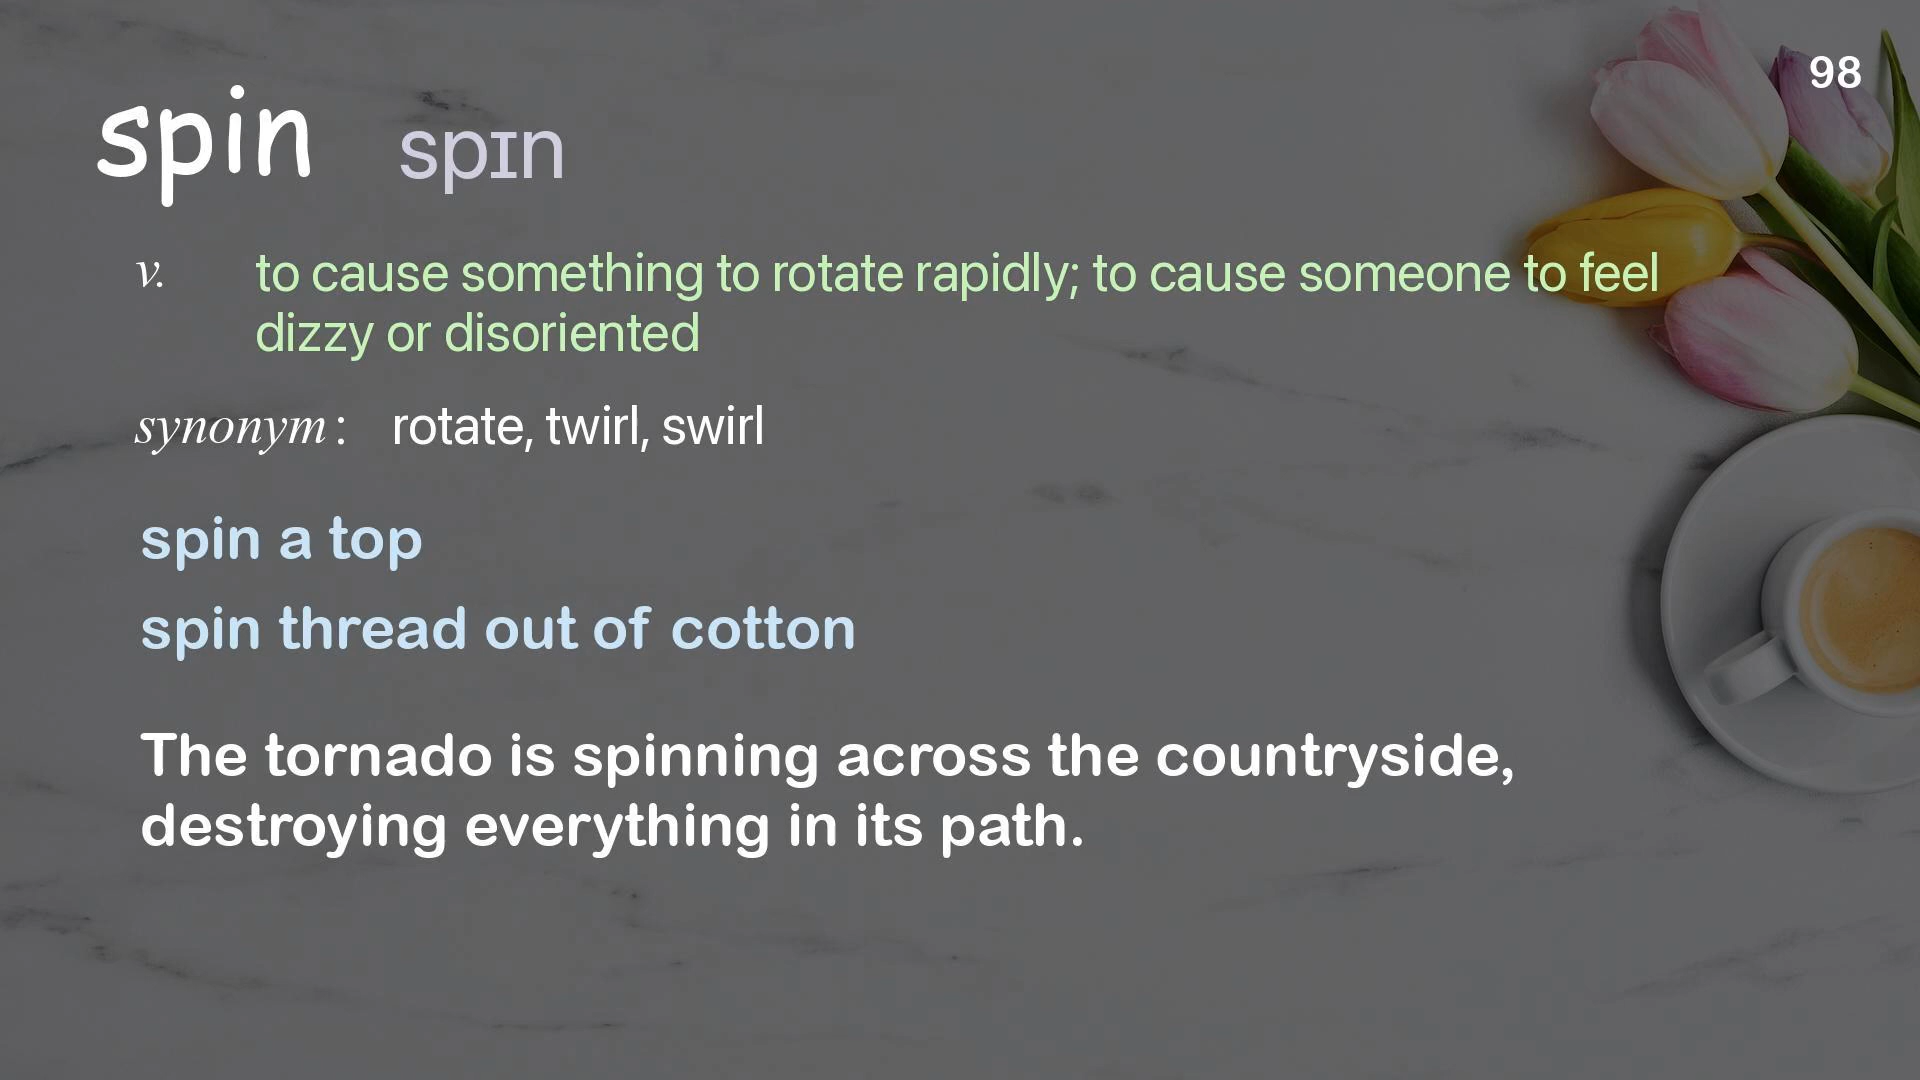 98
spin spɪn
v. to cause something to rotate rapidly; to cause someone to feel
dizzy or disoriented
synonym: rotate, twirl, swirl
spin a top
spin thread out of cotton
The tornado is spinning across the countryside,
destroying everything in its path.